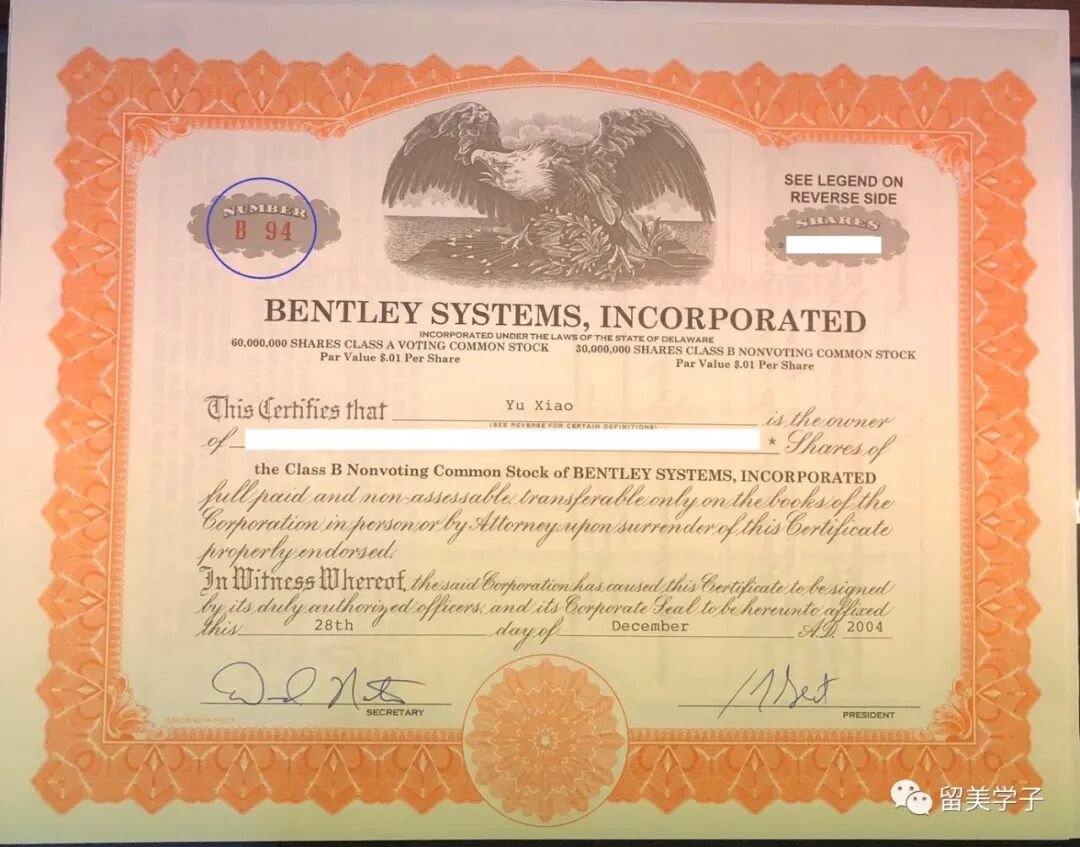 SEE LEGEND ON
REVERSE SIDE
NUMBER
B 94
SHARES
*
BENTLEY SYSTEMS, INCORPORATED
INCORPORATED UNDER THE LAWS OF THE STATE OF DELAWARE
60,000,000 SHARES CLASS A VOTING COMMON STOCK
Par Value $.01 Per Share
30,000,000 SHARES CLASS B NONVOTING COMMON STOCK
Par Value $.01 Per Share
This Certifies that Yu Xiao is the owner
(SEE REVERSE FOR CERTAIN DEFINITIONS)
of * Shares of
the Class B Nonvoting Common Stock of BENTLEY SYSTEMS, INCORPORATED
full paid and non-assessable, transferable only on the books of the
Corporation in person or by Attorney upon surrender of this Certificate
properly endorsed.
In Witness Whereof, the said Corporation has caused this Certificate to be signed
by its duly authorized officers, and its Corporate Seal to be hereunto affixed
this 28th day of December A.D. 2004
SECRETARY
PRESIDENT
留美学子